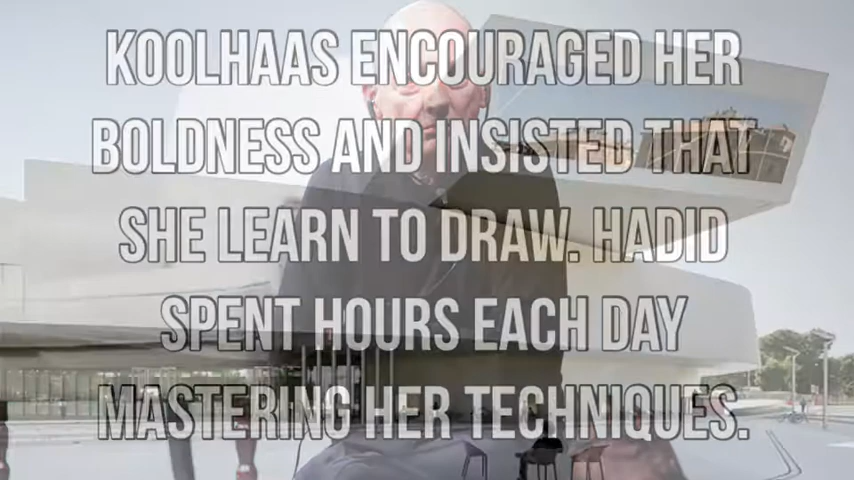 KOOLHAAS ENCOURAGED HER
BOLDNESS AND INSISTED THAT
SHE LEARN TO DRAW. HADID
SPENT HOURS EACH DAY
MASTERING HER TECHNIQUES.